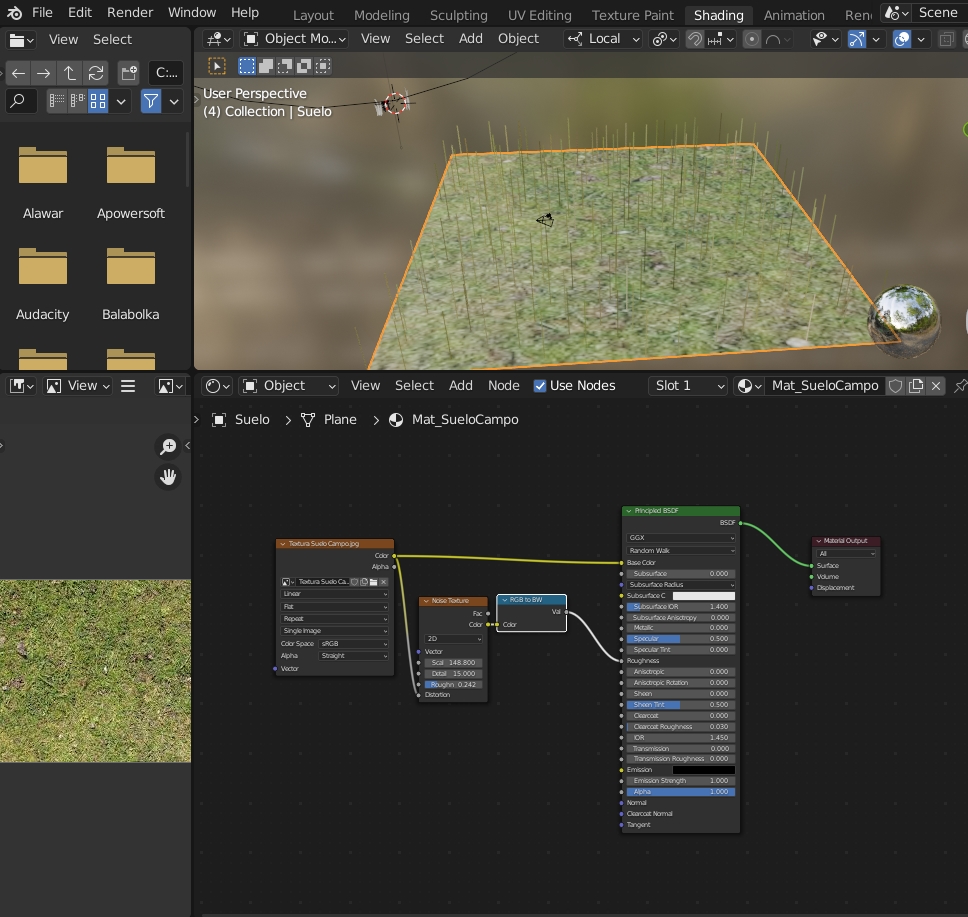 File Edit Render Window Help
Layout Modeling Sculpting UV Editing Texture Paint Shading Animation Ren
Scene
View Select
Object Mo... View Select Add Object
Local
C:...
User Perspective
(4) Collection | Suelo
Alawar
Apowersoft
Audacity
Balabolka
View
Object View Select Add Node Use Nodes
Slot 1
Mat_SueloCampo
Suelo > Plane > Mat_SueloCampo
Textura Suelo Campo.jpg
Color
Alpha
Textura Suelo Ca...
Linear
Flat
Repeat
Single Image
Color Space sRGB
Alpha Straight
Vector
Noise Texture
Fac
Color
2D
Vector
Scal 148.800
Detail 15.000
Roughn 0.242
Distortion
RGB to BW
Val
Color
Principled BSDF
BSDF
GGX
Random Walk
Base Color
Subsurface 0.000
Subsurface Radius
Subsurface C
Subsurface IOR 1.400
Subsurface Anisotropy 0.000
Metallic 0.000
Specular 0.500
Specular Tint 0.000
Roughness
Anisotropic 0.000
Anisotropic Rotation 0.000
Sheen 0.000
Sheen Tint 0.500
Clearcoat 0.000
Clearcoat Roughness 0.030
IOR 1.450
Transmission 0.000
Transmission Roughness 0.000
Emission
Emission Strength 1.000
Alpha 1.000
Normal
Clearcoat Normal
Tangent
Material Output
All
Surface
Volume
Displacement